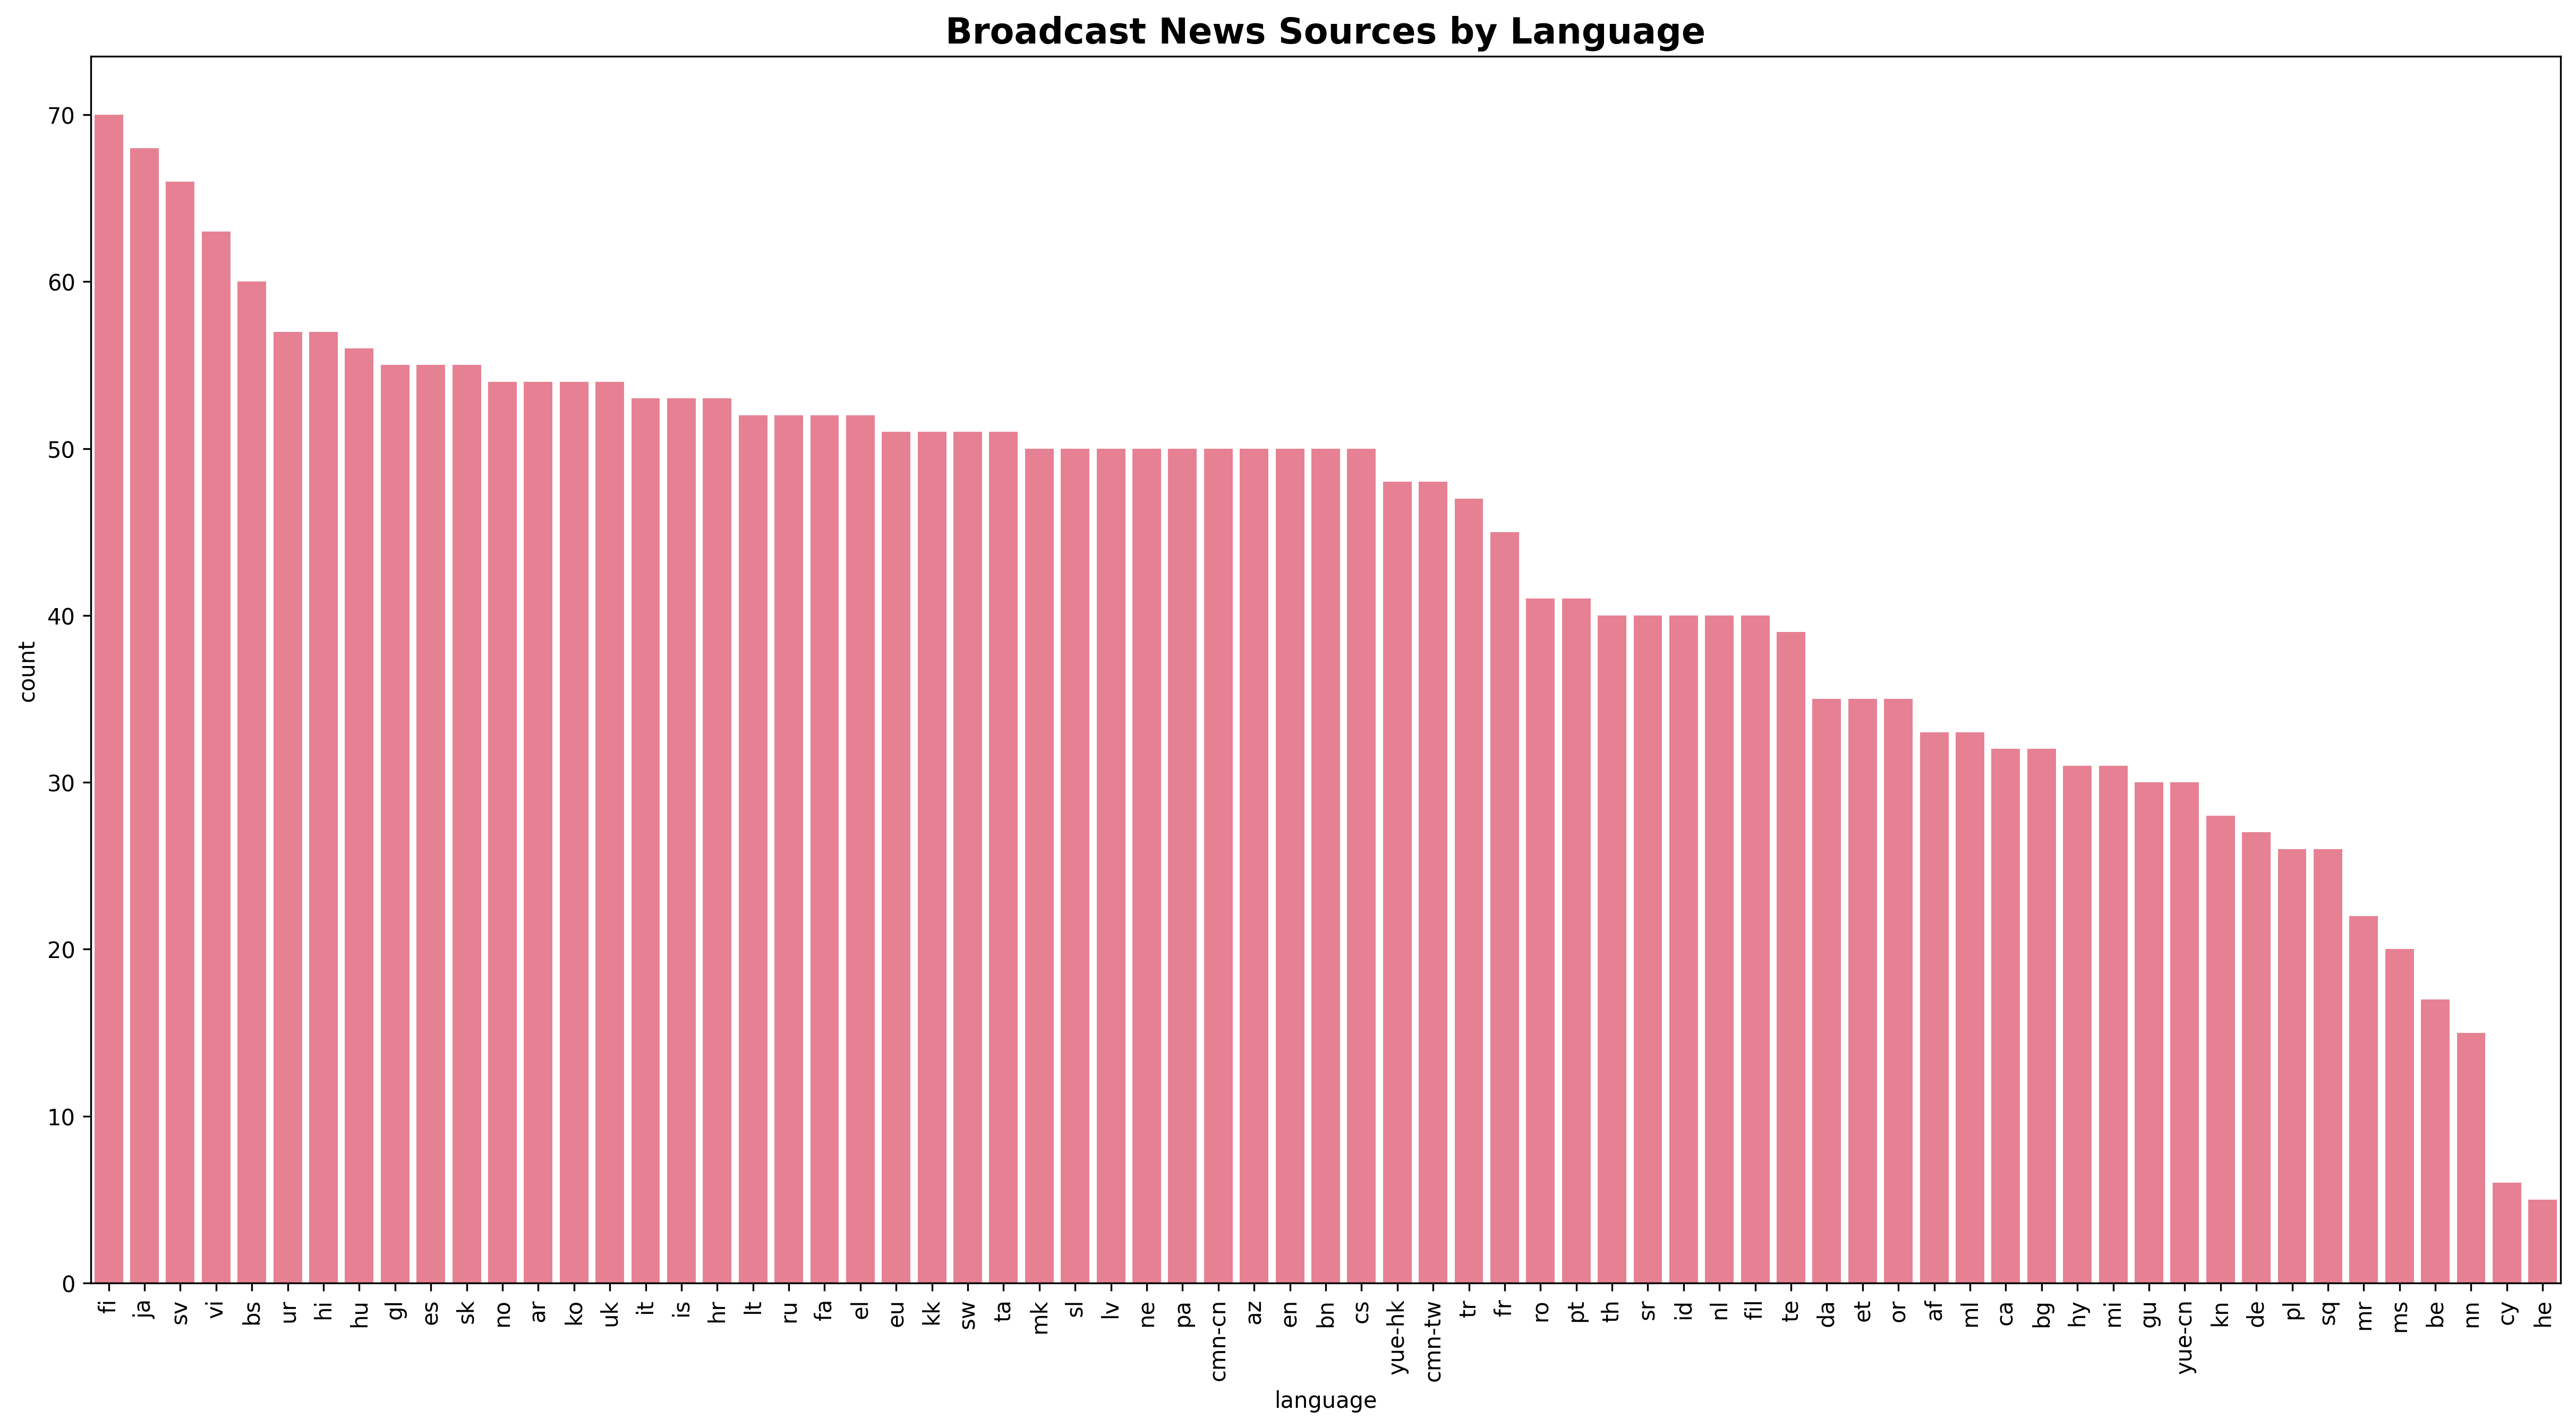 Broadcast News Sources by Language
count
70
60
50
40
30
20
10
0
fi
ja
sv
vi
bs
ur
hi
hu
gl
es
sk
no
ar
ko
uk
it
is
hr
lt
ru
fa
el
eu
kk
sw
ta
mk
sl
lv
ne
pa
cmn-cn
az
en
bn
cs
yue-hk
cmn-tw
tr
fr
ro
pt
th
sr
id
nl
fil
te
da
et
or
af
ml
ca
bg
hy
mi
gu
yue-cn
kn
de
pl
sq
mr
ms
be
nn
cy
he
language